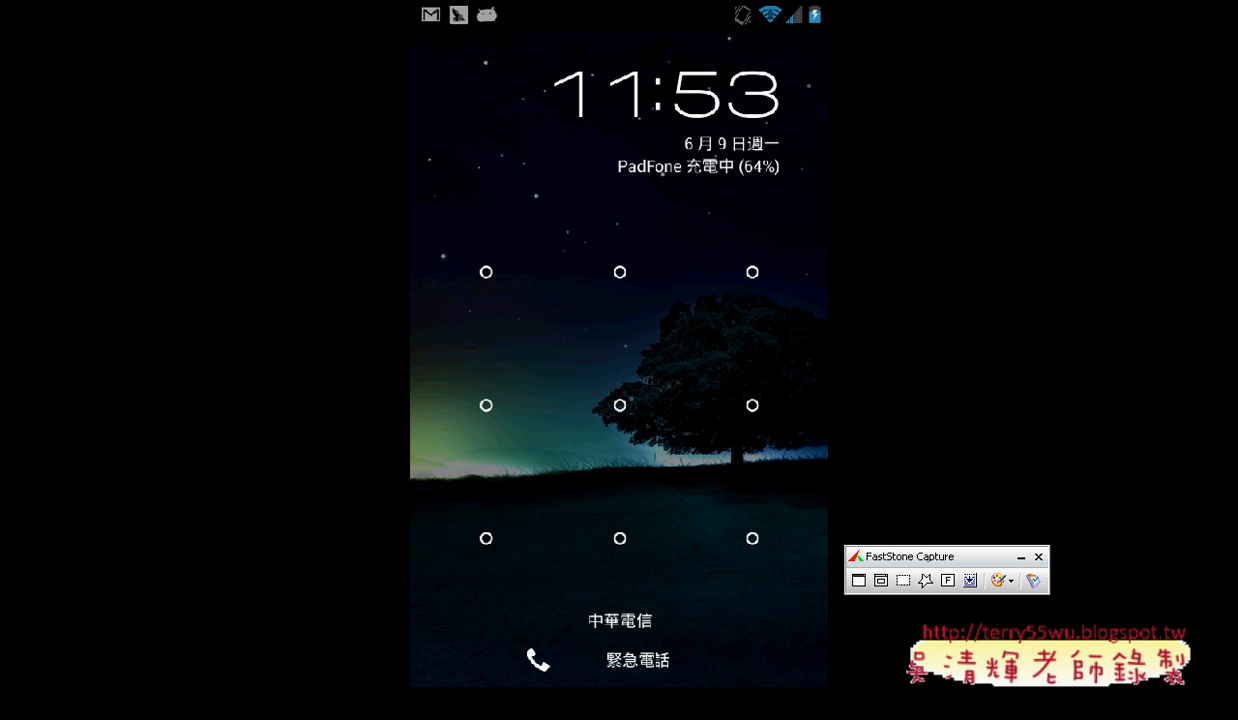 11:53
6 月 9 日週一
PadFone 充電中 (64%)
中華電信
緊急電話
FastStone Capture
F
http://terry55wu.blogspot.tw
吳清輝老師錄製